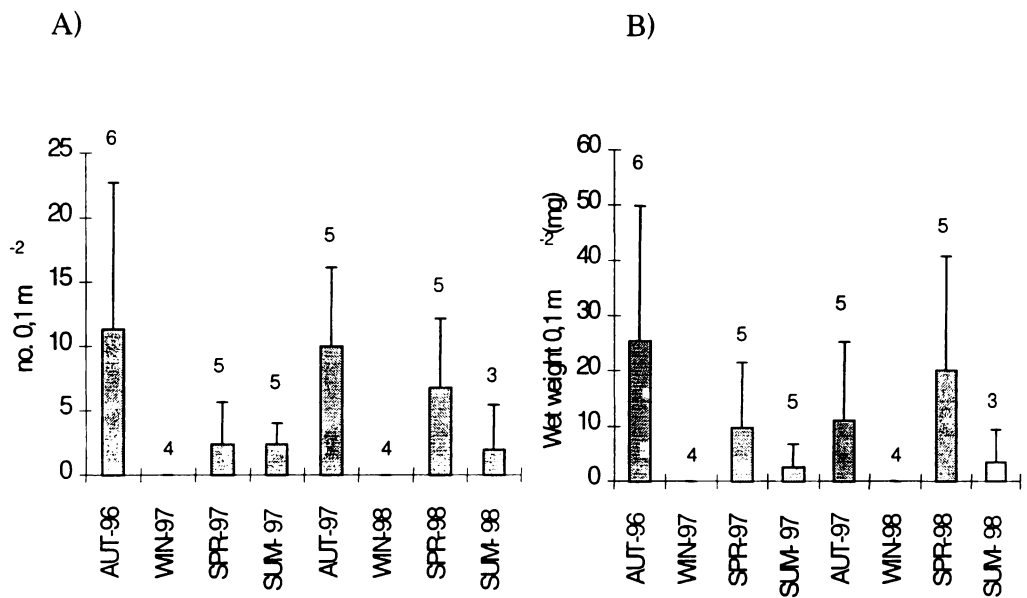 A)
B)
no. 0,1 m -2
25
20
15
10
5
0
6
4
5
5
5
4
5
3
AUT-96
WIN-97
SPR-97
SUM-97
AUT-97
WIN-98
SPR-98
SUM-98
Wet weight 0,1 m -2 (mg)
60
50
40
30
20
10
0
6
4
5
5
5
4
5
3
AUT-96
WIN-97
SPR-97
SUM-97
AUT-97
WIN-98
SPR-98
SUM-98